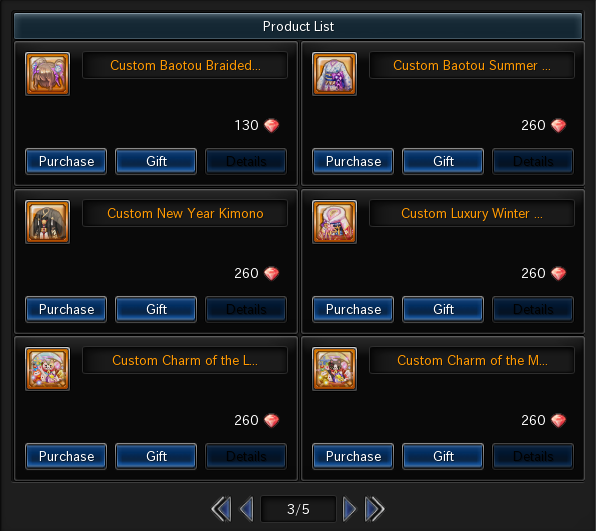 Product List
Custom Baotou Braided...
130
Purchase
Gift
Details
Custom Baotou Summer ...
260
Purchase
Gift
Details
Custom New Year Kimono
260
Purchase
Gift
Details
Custom Luxury Winter ...
260
Purchase
Gift
Details
Custom Charm of the L...
260
Purchase
Gift
Details
Custom Charm of the M...
260
Purchase
Gift
Details
3/5